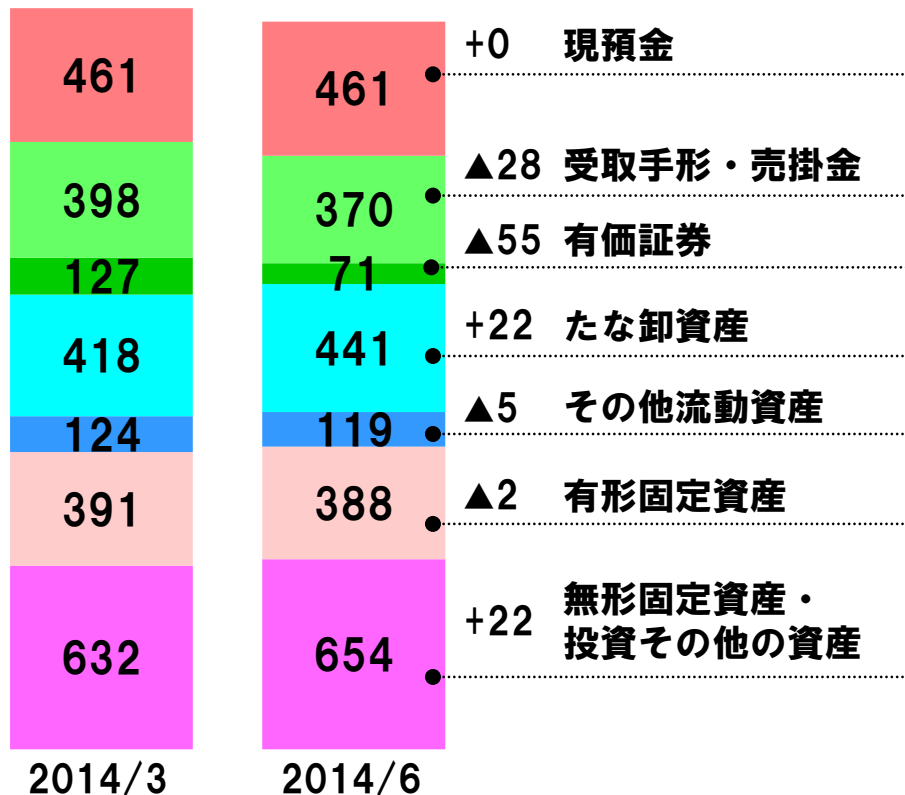 461
461
+0 現預金
398
370
▲28 受取手形・売掛金
127
71
▲55 有価証券
418
441
+22 たな卸資産
124
119
▲5 その他流動資産
391
388
▲2 有形固定資産
632
654
+22 無形固定資産・
投資その他の資産
2014/3 2014/6